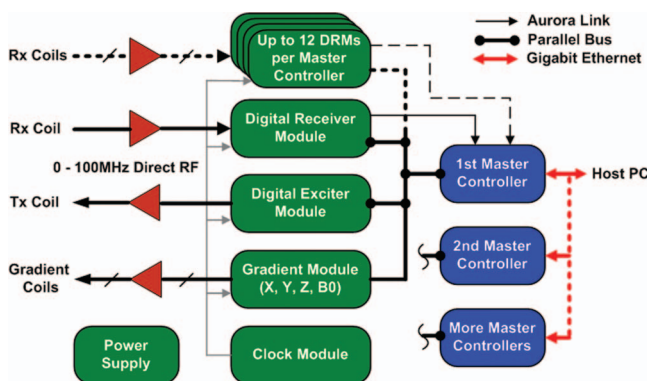 Rx Coils
Up to 12 DRMs
per Master
Controller
Aurora Link
Parallel Bus
Gigabit Ethernet
Rx Coil
Digital Receiver
Module
0 - 100MHz Direct RF
1st Master
Controller
Host PC
Tx Coil
Digital Exciter
Module
2nd Master
Controller
Gradient
Coils
Gradient Module
(X, Y, Z, B0)
More Master
Controllers
Power
Supply
Clock Module